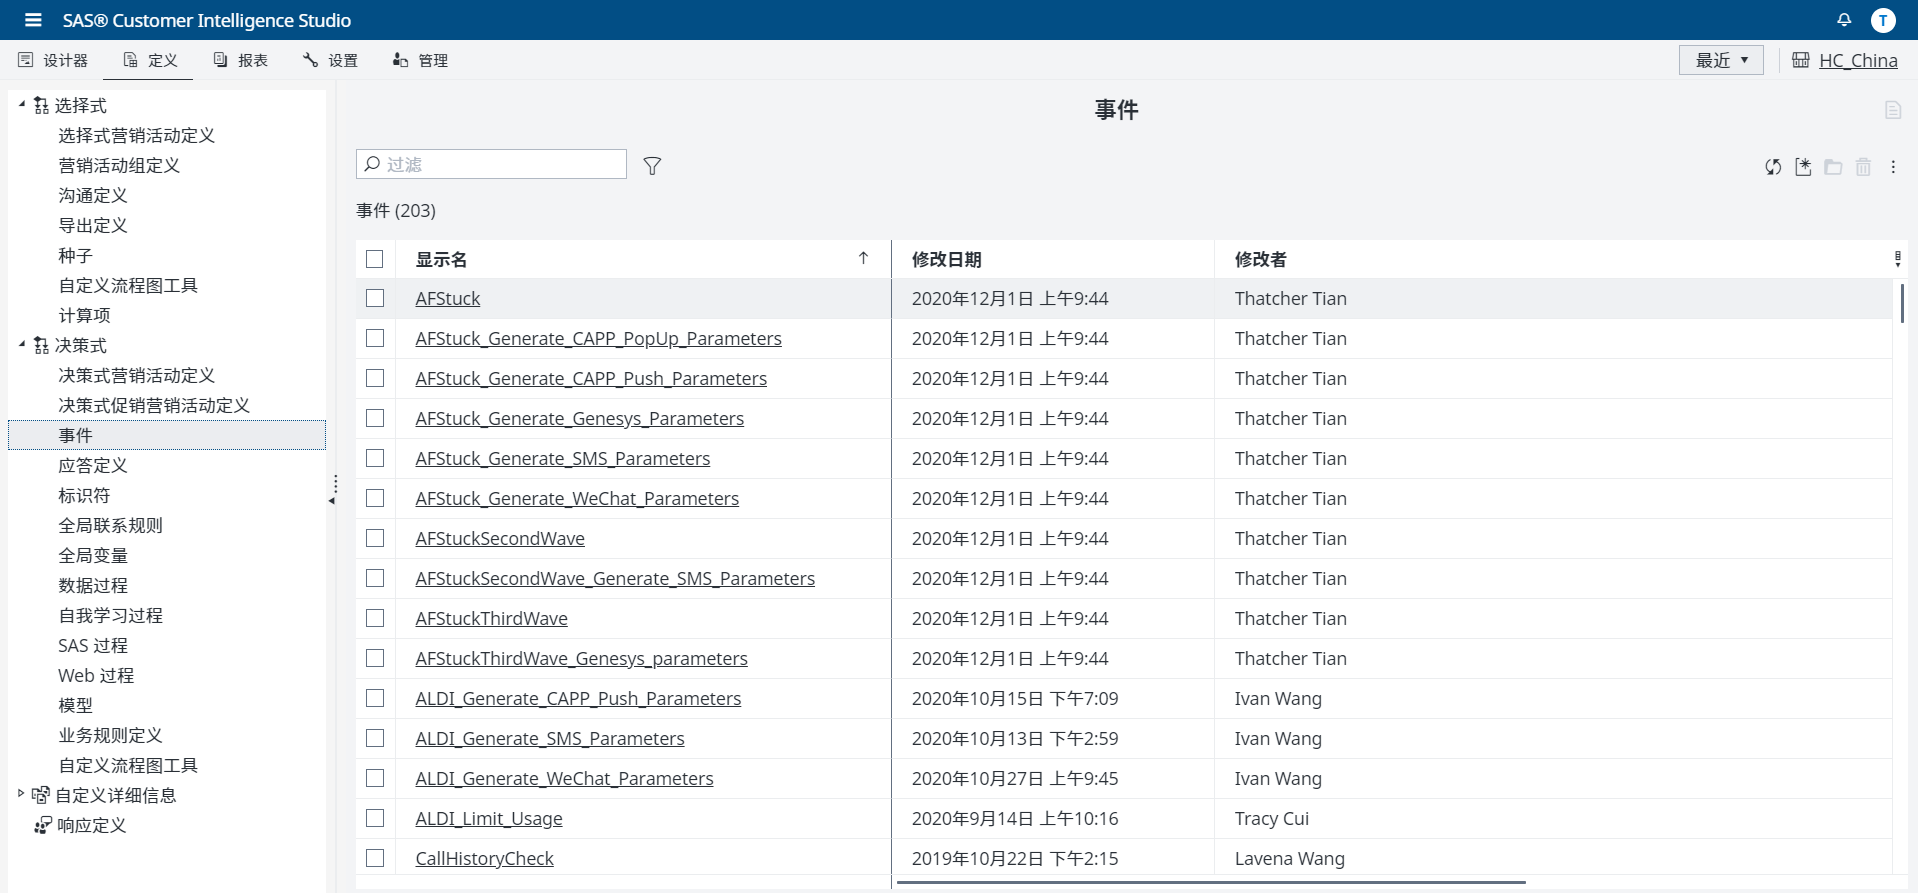 SAS® Customer Intelligence Studio
T
设计器 定义 报表 设置 管理 最近 HC_China
选择式
选择式营销活动定义
营销活动组定义
沟通定义
导出定义
种子
自定义流程图工具
计算项
决策式
决策式营销活动定义
决策式促销营销活动定义
事件
应答定义
标识符
全局联系规则
全局变量
数据过程
自我学习过程
SAS 过程
Web 过程
模型
业务规则定义
自定义流程图工具
自定义详细信息
响应定义
事件
过滤
事件 (203)
显示名 修改日期 修改者
AFStuck 2020年12月1日 上午9:44 Thatcher Tian
AFStuck_Generate_CAPP_PopUp_Parameters 2020年12月1日 上午9:44 Thatcher Tian
AFStuck_Generate_CAPP_Push_Parameters 2020年12月1日 上午9:44 Thatcher Tian
AFStuck_Generate_Genesys_Parameters 2020年12月1日 上午9:44 Thatcher Tian
AFStuck_Generate_SMS_Parameters 2020年12月1日 上午9:44 Thatcher Tian
AFStuck_Generate_WeChat_Parameters 2020年12月1日 上午9:44 Thatcher Tian
AFStuckSecondWave 2020年12月1日 上午9:44 Thatcher Tian
AFStuckSecondWave_Generate_SMS_Parameters 2020年12月1日 上午9:44 Thatcher Tian
AFStuckThirdWave 2020年12月1日 上午9:44 Thatcher Tian
AFStuckThirdWave_Genesys_parameters 2020年12月1日 上午9:44 Thatcher Tian
ALDI_Generate_CAPP_Push_Parameters 2020年10月15日 下午7:09 Ivan Wang
ALDI_Generate_SMS_Parameters 2020年10月13日 下午2:59 Ivan Wang
ALDI_Generate_WeChat_Parameters 2020年10月27日 上午9:45 Ivan Wang
ALDI_Limit_Usage 2020年9月14日 上午10:16 Tracy Cui
CallHistoryCheck 2019年10月22日 下午2:15 Lavena Wang